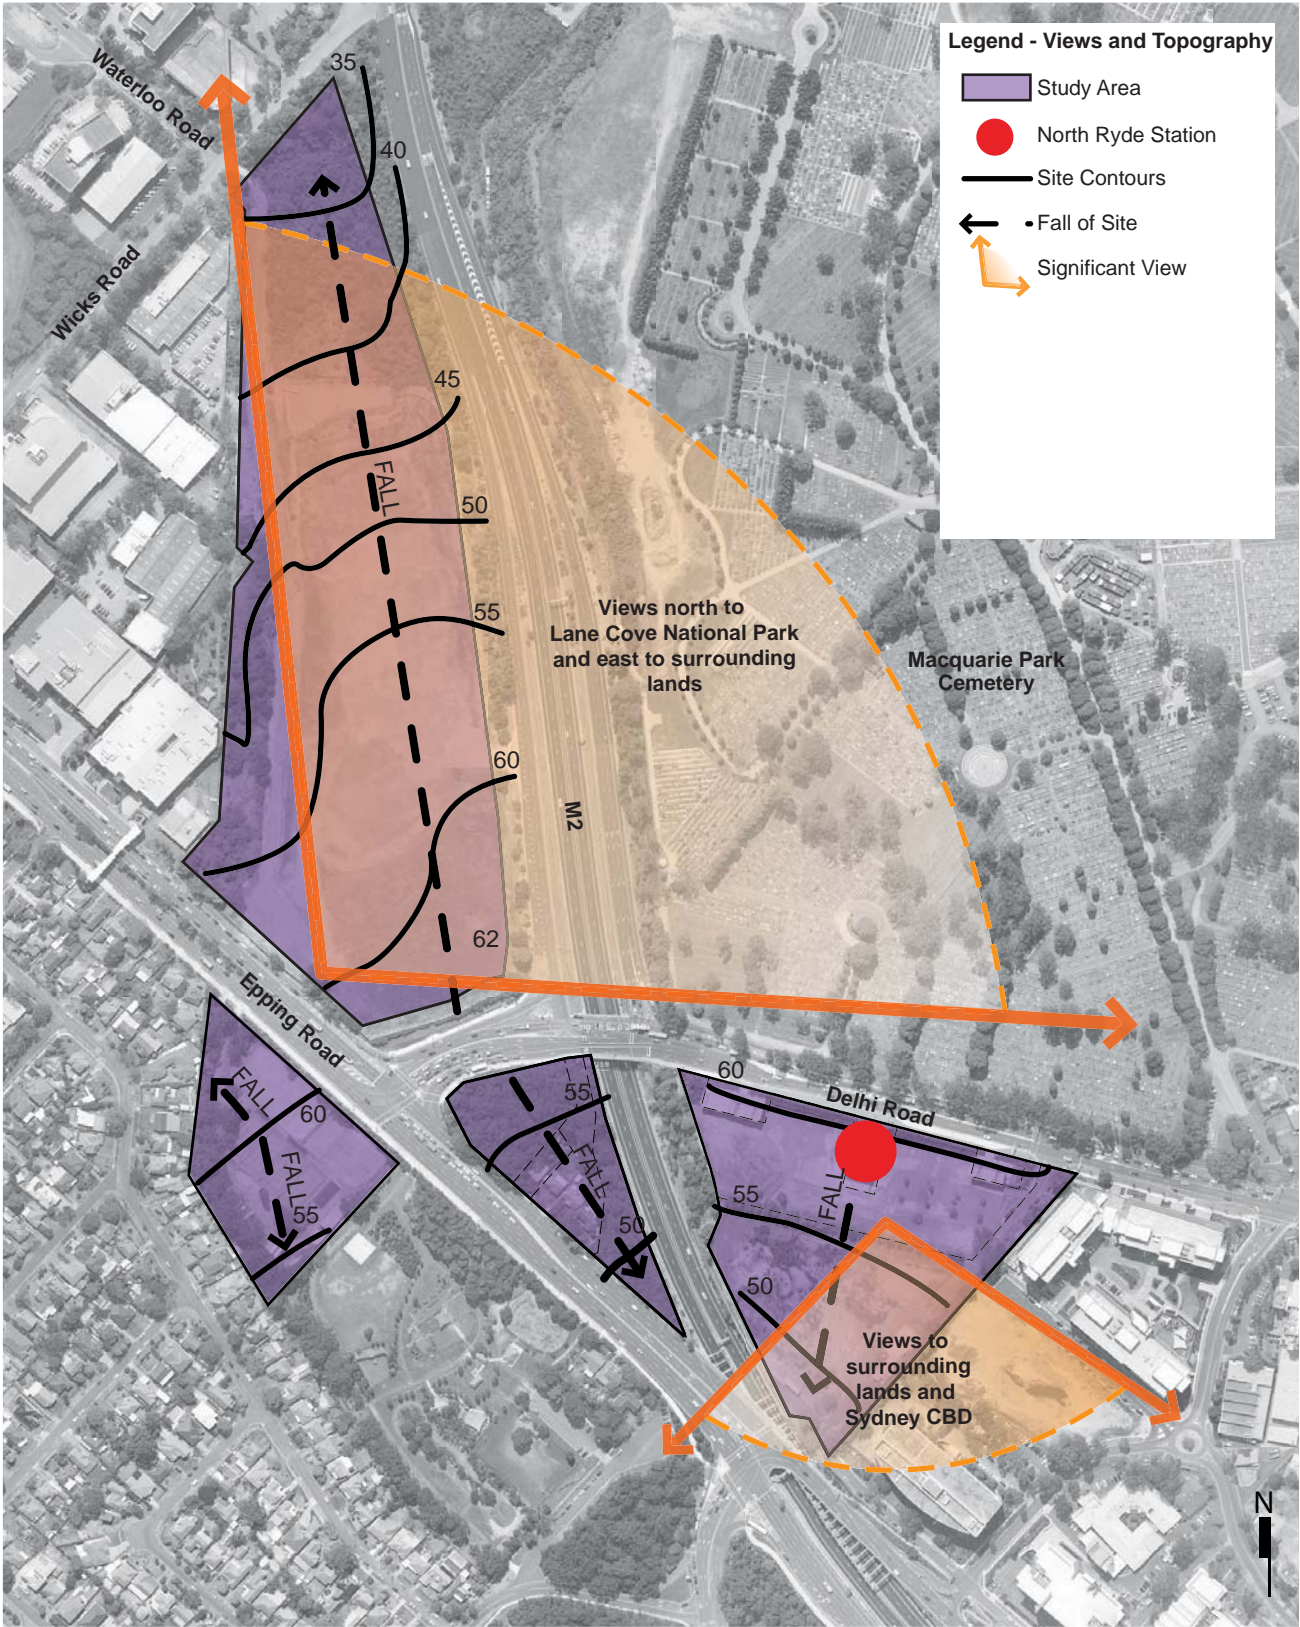 Legend - Views and Topography
Study Area
North Ryde Station
Site Contours
Fall of Site
Significant View
Waterloo Road
Wicks Road
35
40
45
FALL
50
55
60
62
Views north to
Lane Cove National Park
and east to surrounding
lands
Macquarie Park
Cemetery
M2
Epping Road
FALL
60
FALL
55
55
FALL
50
60
Delhi Road
FALL
55
50
Views to
surrounding
lands and
Sydney CBD
N